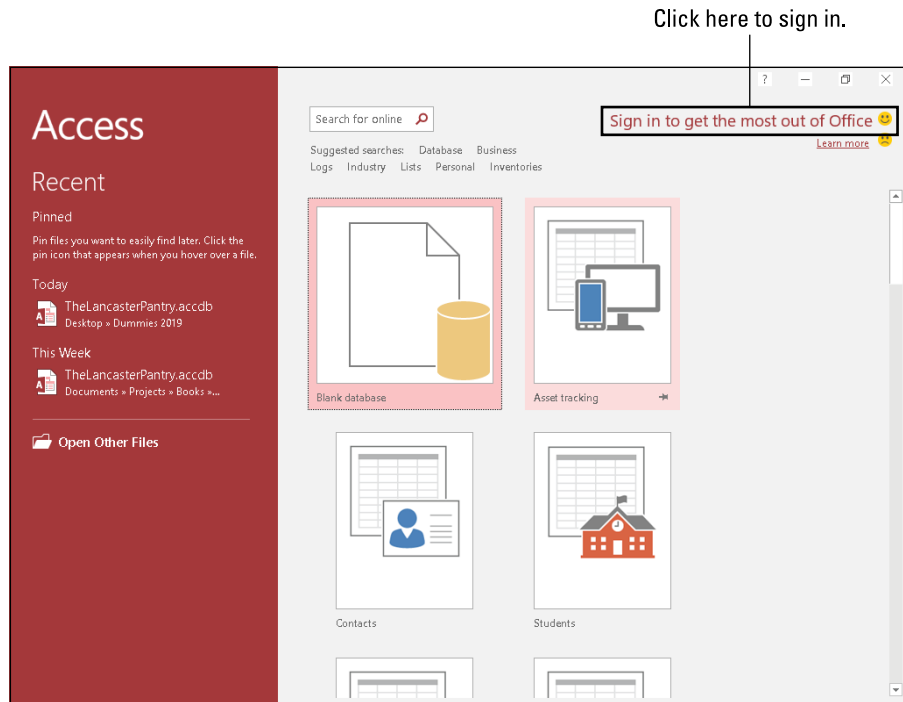 Click here to sign in.
?
Access
Search for online
Sign in to get the most out of Office
Learn more
Suggested searches: Database Business
Logs Industry Lists Personal Inventories
Recent
Pinned
Pin files you want to easily find later. Click the
pin icon that appears when you hover over a file.
Today
A
TheLancasterPantry.accdb
Desktop » Dummies 2019
This Week
A
TheLancasterPantry.accdb
Documents » Projects » Books »...
Open Other Files
Blank database
Asset tracking
Contacts
Students